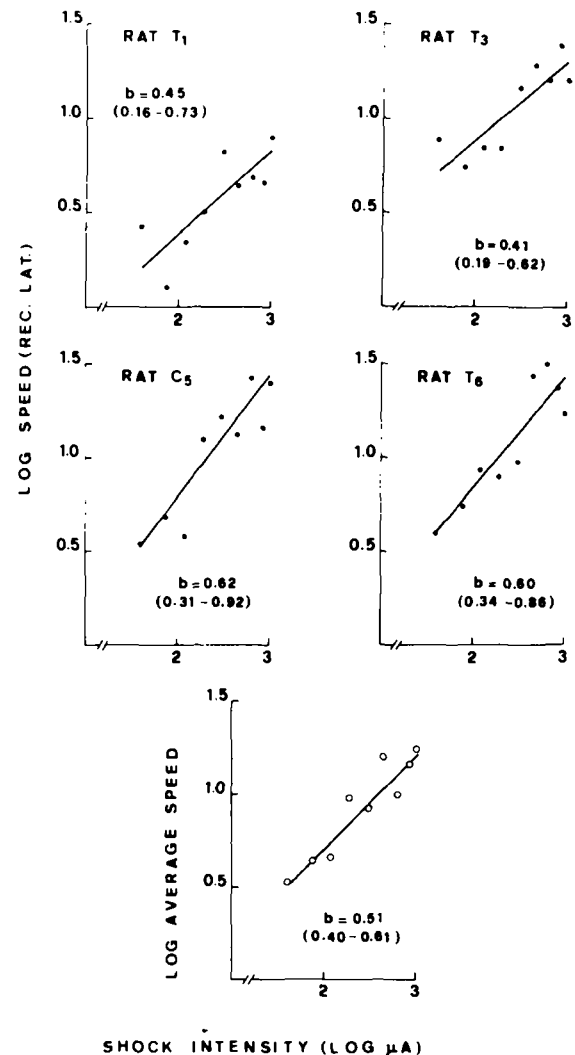 1.5
RAT T1
b = 0.45
(0.16 - 0.73)
1.0
0.5
2
3
1.5
RAT T3
1.0
0.5
b = 0.41
(0.19 - 0.62)
2
3
LOG SPEED (REC. LAT.)
1.5
RAT C5
1.0
0.5
b = 0.62
(0.31 - 0.92)
2
3
1.5
RAT T6
1.0
0.5
b = 0.60
(0.34 - 0.86)
2
3
LOG AVERAGE SPEED
1.5
1.0
0.5
b = 0.51
(0.40 - 0.61)
2
3
SHOCK INTENSITY (LOG µA)